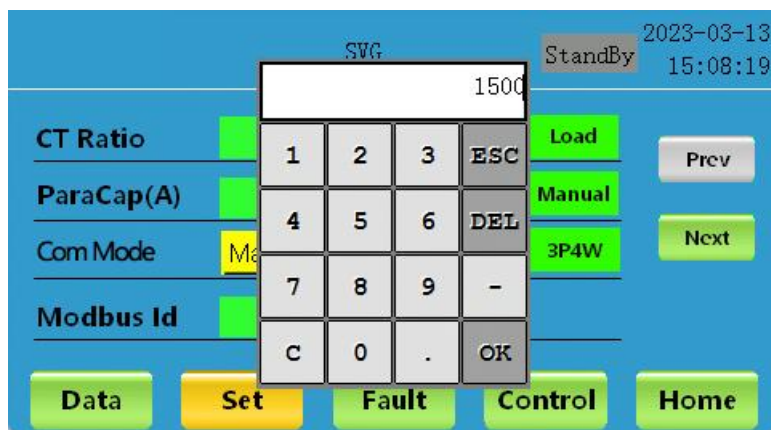 SVG
StandBy
2023-03-13
15:08:19
1500
CT Ratio
Load
Prev
1 2 3 ESC
ParaCap(A)
Manual
4 5 6 DEL
Com Mode
Ma
3P4W
Next
7 8 9 -
Modbus Id
C 0 . OK
Data Set Fault Control Home